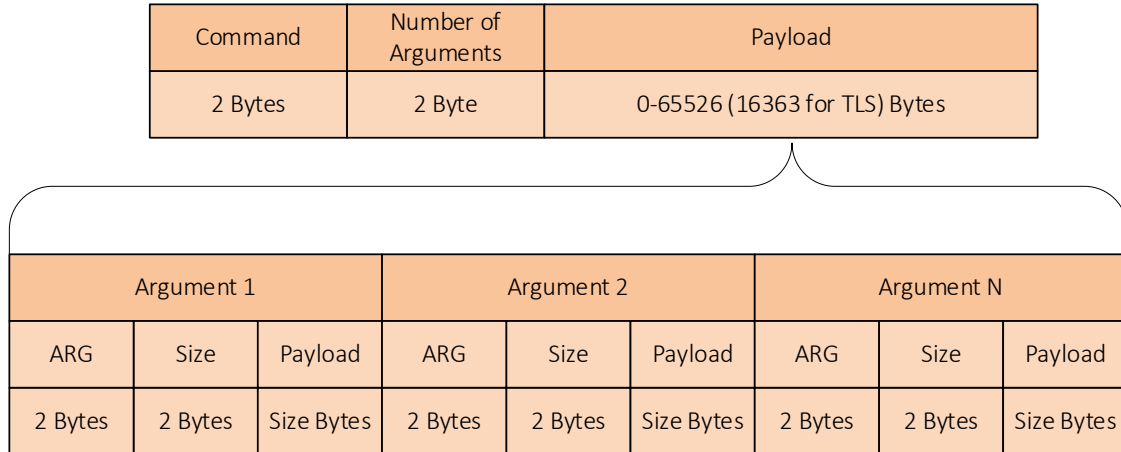 Command
Number of
Arguments
Payload
2 Bytes
2 Byte
0-65526 (16363 for TLS) Bytes
Argument 1
Argument 2
Argument N
ARG
Size
Payload
ARG
Size
Payload
ARG
Size
Payload
2 Bytes
2 Bytes
Size Bytes
2 Bytes
2 Bytes
Size Bytes
2 Bytes
2 Bytes
Size Bytes